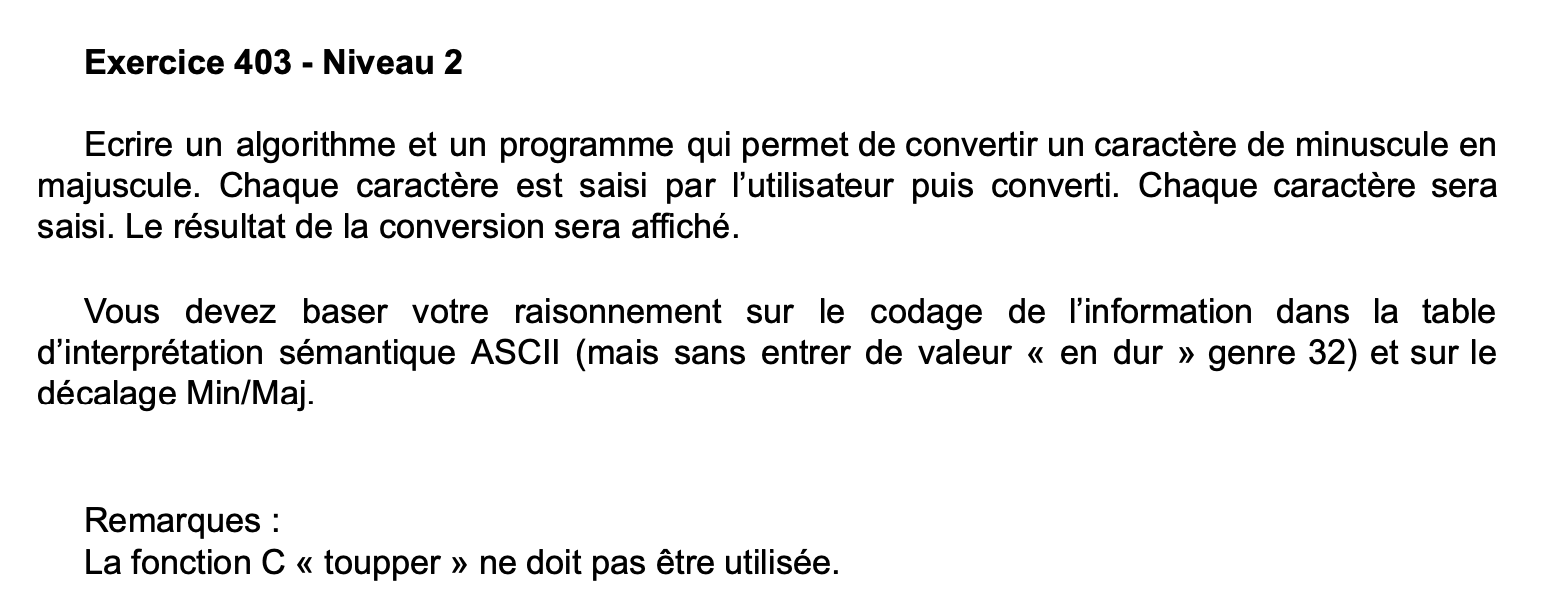 Exercice 403 - Niveau 2
Ecrire un algorithme et un programme qui permet de convertir un caractère de minuscule en
majuscule. Chaque caractère est saisi par l’utilisateur puis converti. Chaque caractère sera
saisi. Le résultat de la conversion sera affiché.
Vous devez baser votre raisonnement sur le codage de l’information dans la table
d’interprétation sémantique ASCII (mais sans entrer de valeur « en dur » genre 32) et sur le
décalage Min/Maj.
Remarques :
La fonction C « toupper » ne doit pas être utilisée.